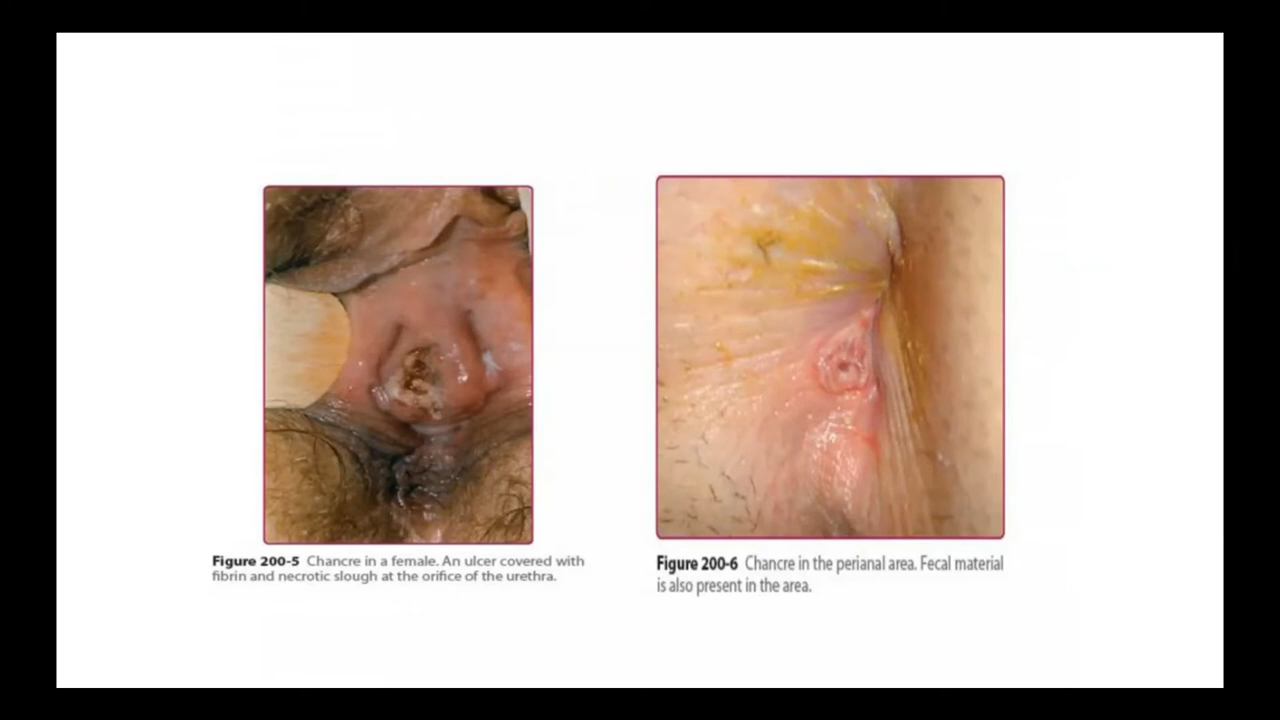 Figure 200-5 Chancre in a female. An ulcer covered with
fibrin and necrotic slough at the orifice of the urethra.
Figure 200-6 Chancre in the perianal area. Fecal material
is also present in the area.